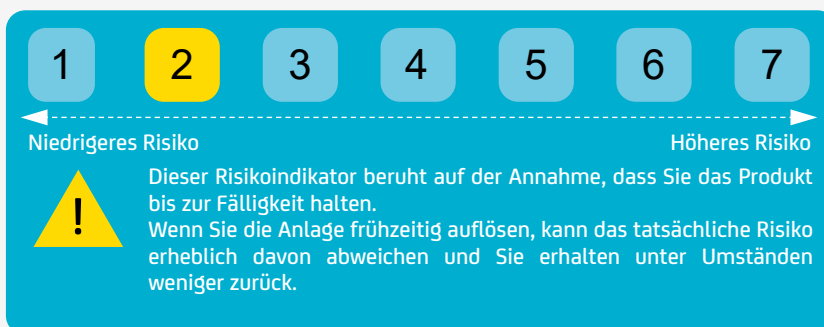 1 2 3 4 5 6 7
Niedrigeres Risiko Höheres Risiko
Dieser Risikoindikator beruht auf der Annahme, dass Sie das Produkt
bis zur Fälligkeit halten.
Wenn Sie die Anlage frühzeitig auflösen, kann das tatsächliche Risiko
erheblich davon abweichen und Sie erhalten unter Umständen
weniger zurück.
!